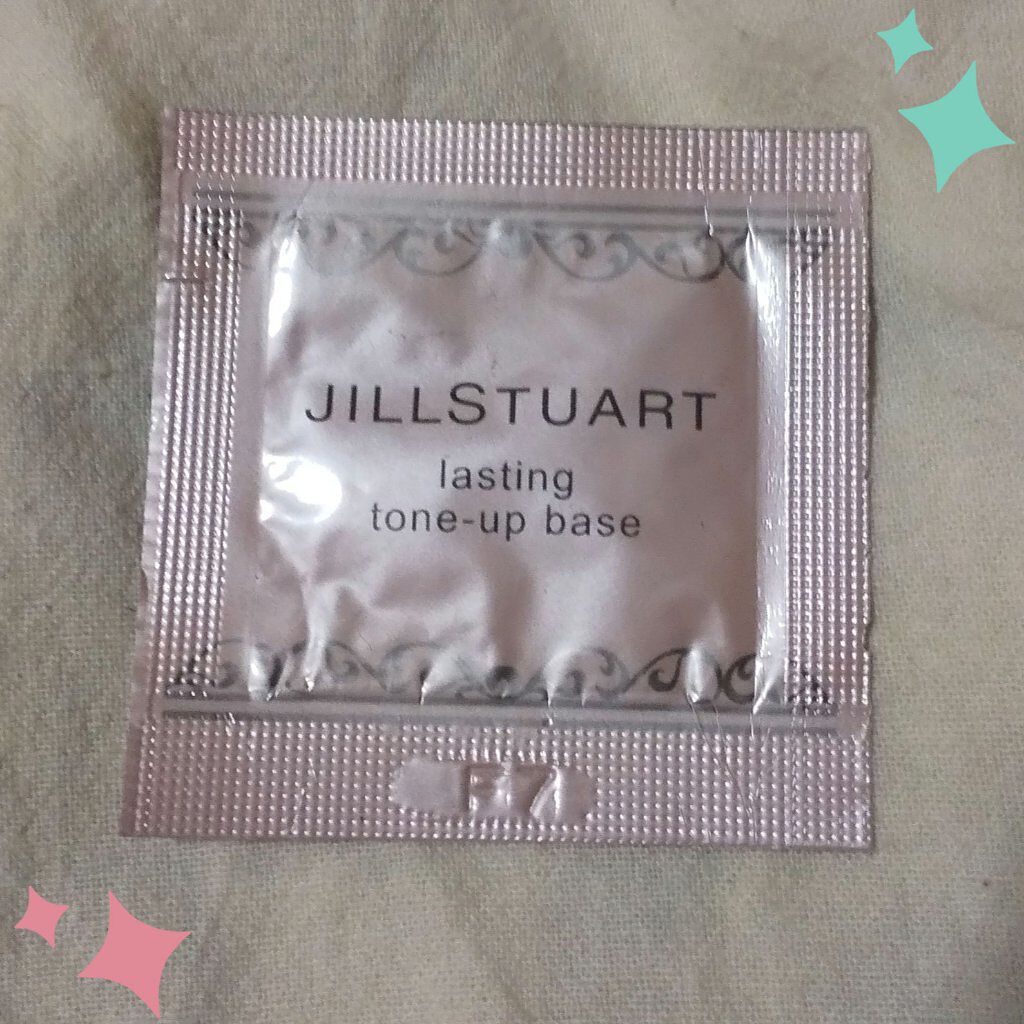 JILLSTUART
lasting
tone-up base